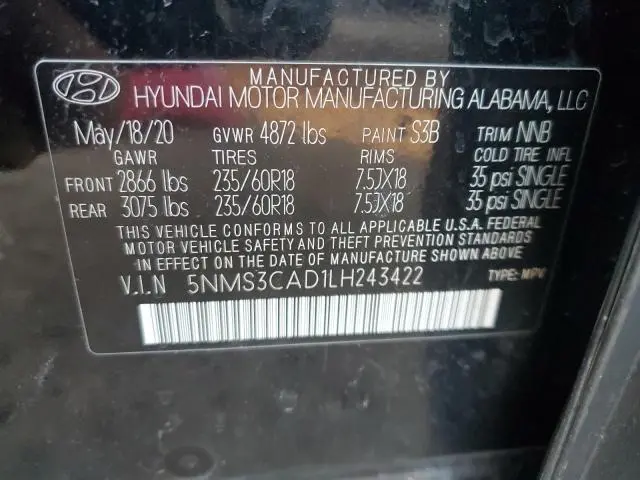 MANUFACTURED BY
HYUNDAI MOTOR MANUFACTURING ALABAMA, LLC
May/18/20 GVWR 4872 lbs PAINT S3B TRIM NNB
GAWR TIRES RIMS COLD TIRE INFL
FRONT 2866 lbs 235/60R18 7.5JX18 35 psi SINGLE
REAR 3075 lbs 235/60R18 7.5JX18 35 psi SINGLE
THIS VEHICLE CONFORMS TO ALL APPLICABLE U.S.A. FEDERAL
MOTOR VEHICLE SAFETY AND THEFT PREVENTION STANDARDS
IN EFFECT ON THE DATE OF MANUFACTURE SHOWN ABOVE.
V.I.N 5NMS3CAD1LH243422 TYPE: MPV